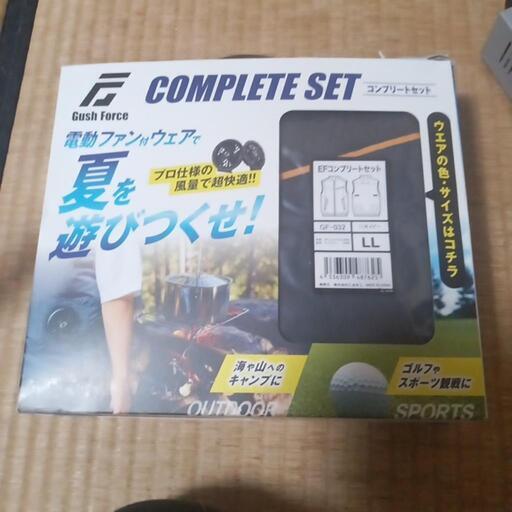 Gush Force
COMPLETE SET
コンプリートセット
電動ファン付ウェアで
夏を
遊びつくせ!
プロ仕様の
風量で超快適!!
ウエアの色・サイズはコチラ
EFコンプリートセット
GF-032
LL
海や山への
キャンプに
OUTDOOR
ゴルフや
スポーツ観戦に
SPORTS